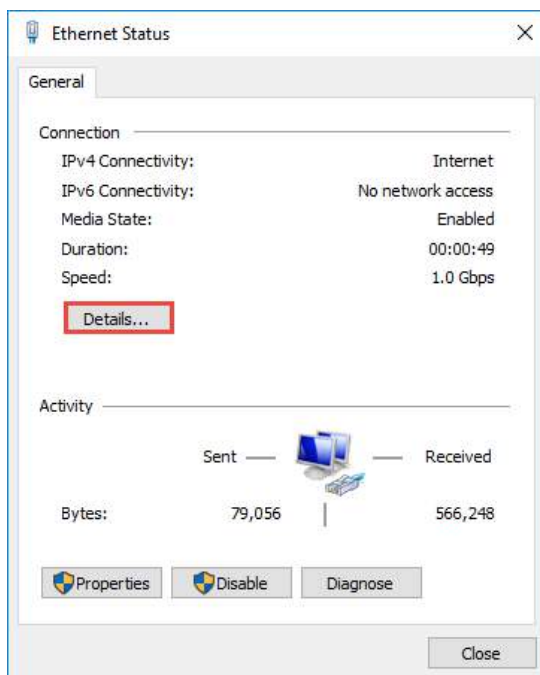 Ethernet Status
General
Connection
IPv4 Connectivity: Internet
IPv6 Connectivity: No network access
Media State: Enabled
Duration: 00:00:49
Speed: 1.0 Gbps
Details...
Activity
Sent Received
Bytes: 79,056 566,248
Properties Disable Diagnose
Close